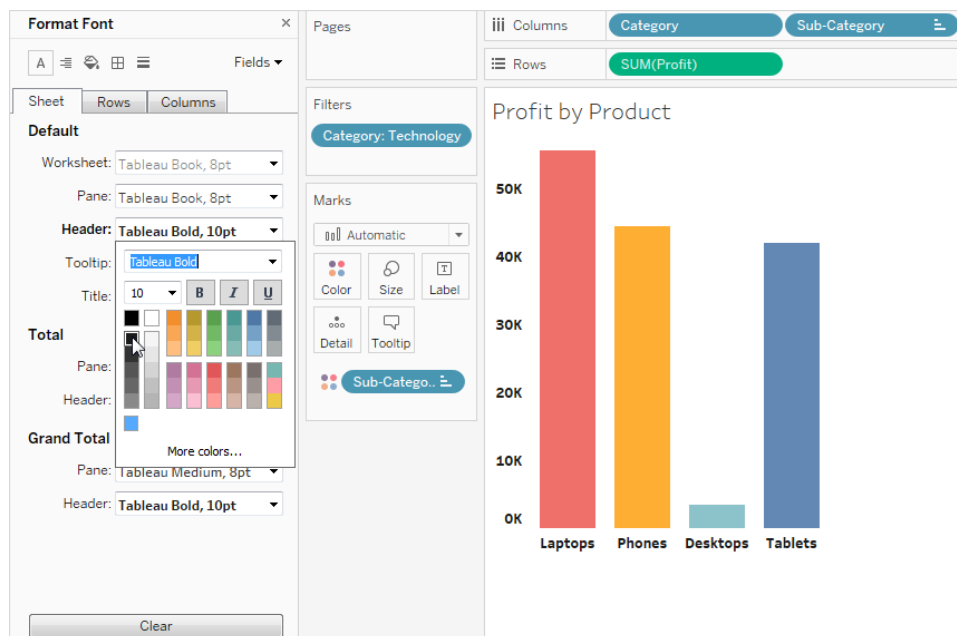 Format Font
A
Fields
Sheet Rows Columns
Default
Worksheet: Tableau Book, 8pt
Pane: Tableau Book, 8pt
Header: Tableau Bold, 10pt
Tooltip: Tableau Bold
Title: 10 B I U
Total
Pane:
Header:
More colors...
Grand Total
Pane: Tableau Medium, 8pt
Header: Tableau Bold, 10pt
Clear
Pages
Filters
Category: Technology
Marks
Automatic
Color Size T Label
Detail Tooltip
Sub-Catego..
iii Columns Category Sub-Category
Rows SUM(Profit)
Profit by Product
50K
40K
30K
20K
10K
0K
Laptops Phones Desktops Tablets